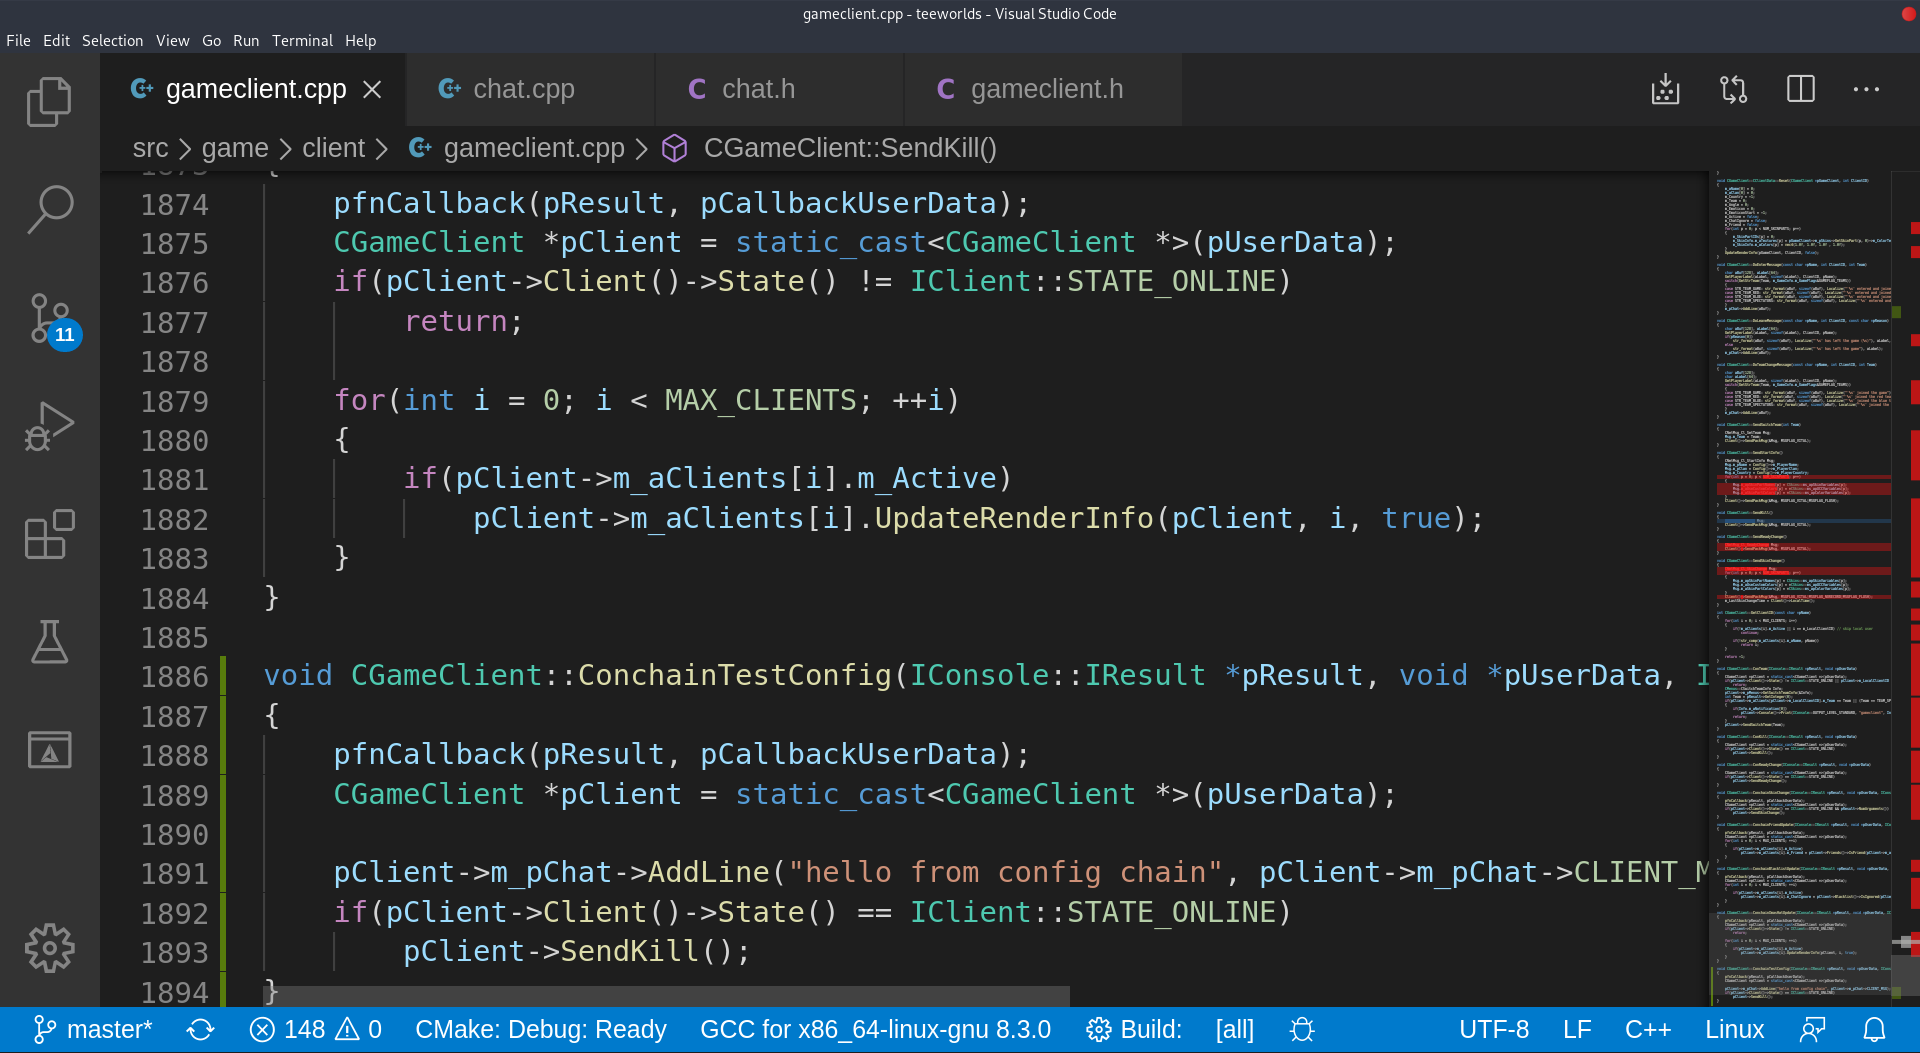 gameclient.cpp - teeworlds - Visual Studio Code
File Edit Selection View Go Run Terminal Help
gameclient.cpp chat.cpp chat.h gameclient.h
src > game > client > gameclient.cpp > CGameClient::SendKill()
1874 pfnCallback(pResult, pCallbackUserData);
1875 CGameClient *pClient = static_cast<CGameClient *>(pUserData);
1876 if(pClient->Client()->State() != IClient::STATE_ONLINE)
1877 return;
1878
1879 for(int i = 0; i < MAX_CLIENTS; ++i)
1880 {
1881 if(pClient->m_aClients[i].m_Active)
1882 pClient->m_aClients[i].UpdateRenderInfo(pClient, i, true);
1883 }
1884 }
1885
1886 void CGameClient::ConchainTestConfig(IConsole::IResult *pResult, void *pUserData, I
1887 {
1888 pfnCallback(pResult, pCallbackUserData);
1889 CGameClient *pClient = static_cast<CGameClient *>(pUserData);
1890
1891 pClient->m_pChat->AddLine("hello from config chain", pClient->m_pChat->CLIENT_M
1892 if(pClient->Client()->State() == IClient::STATE_ONLINE)
1893 pClient->SendKill();
1894 }
11
master* 148 0 CMake: Debug: Ready GCC for x86_64-linux-gnu 8.3.0 Build: [all] UTF-8 LF C++ Linux